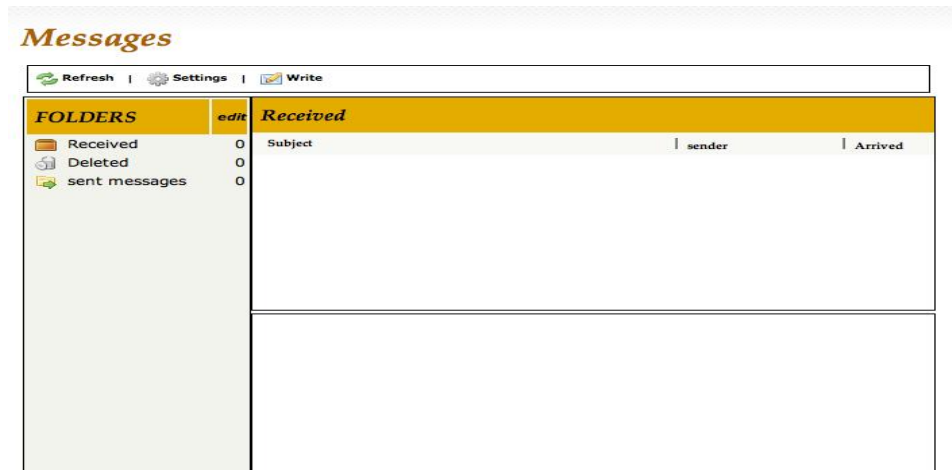 Messages
Refresh | Settings | Write
FOLDERS edit
Received 0
Deleted 0
sent messages 0
Received
Subject | sender | Arrived